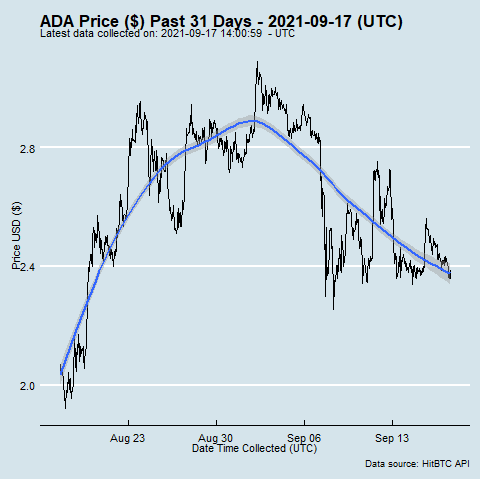 ADA Price ($) Past 31 Days - 2021-09-17 (UTC)
Latest data collected on: 2021-09-17 14:00:59 - UTC
2.8
2.4
2.0
Price USD ($)
Aug 23 Aug 30 Sep 06 Sep 13
Date Time Collected (UTC)
Data source: HitBTC API